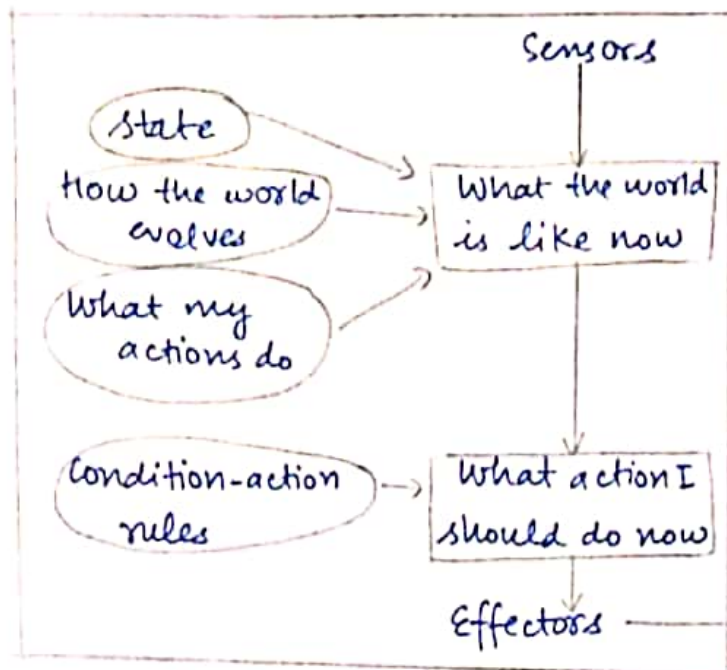 Sensors
state
How the world
evolves
What the world
is like now
What my
actions do
Condition-action
rules
What action I
should do now
Effectors